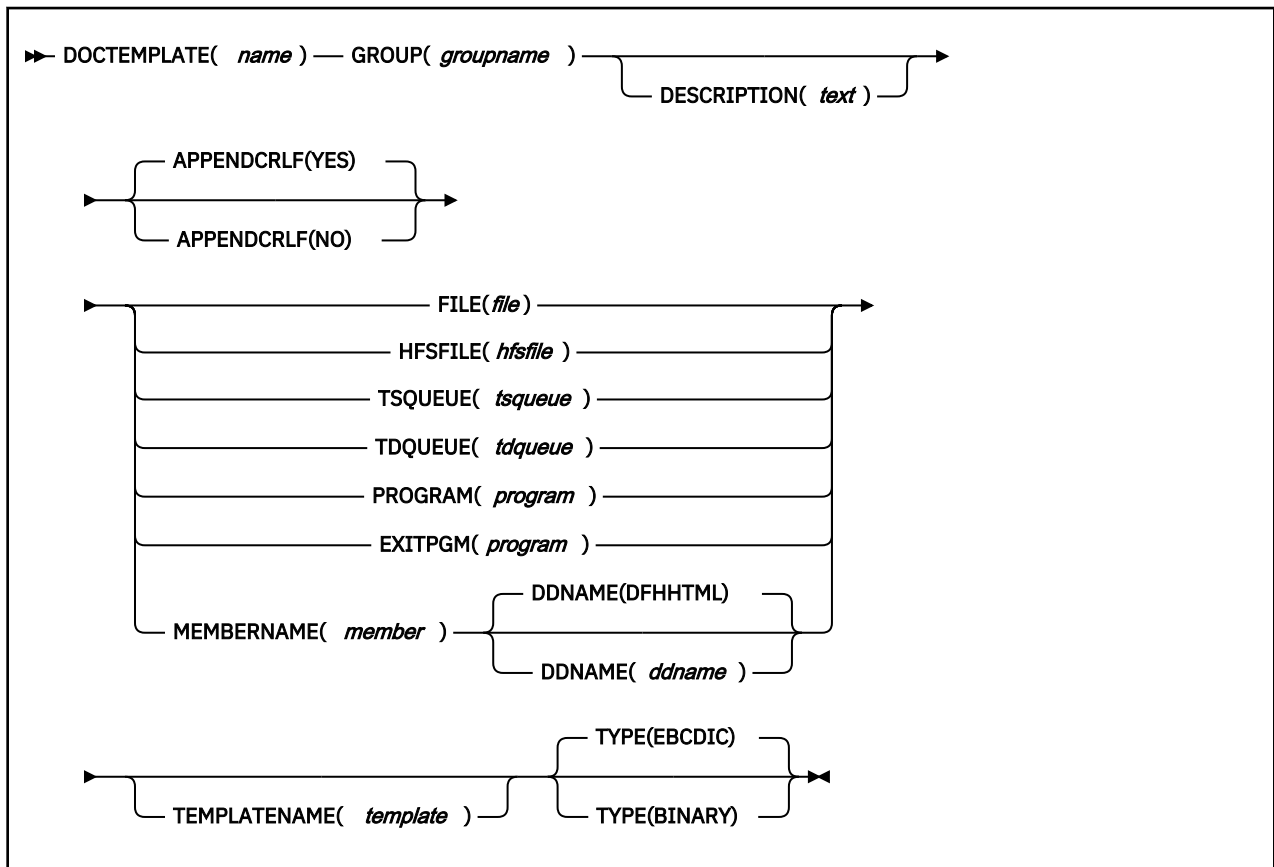 DOCTEMPLATE( name ) GROUP( groupname )
DESCRIPTION( text )
APPENDCRLF(YES)
APPENDCRLF(NO)
FILE(file)
HFSFILE( hfsfile )
TSQUEUE( tsqueue )
TDQUEUE( tdqueue )
PROGRAM( program )
EXITPGM( program )
DDNAME(DFHHTML)
MEMBERNAME( member )
DDNAME( ddname )
TYPE(EBCDIC)
TEMPLATENAME( template ) TYPE(BINARY)